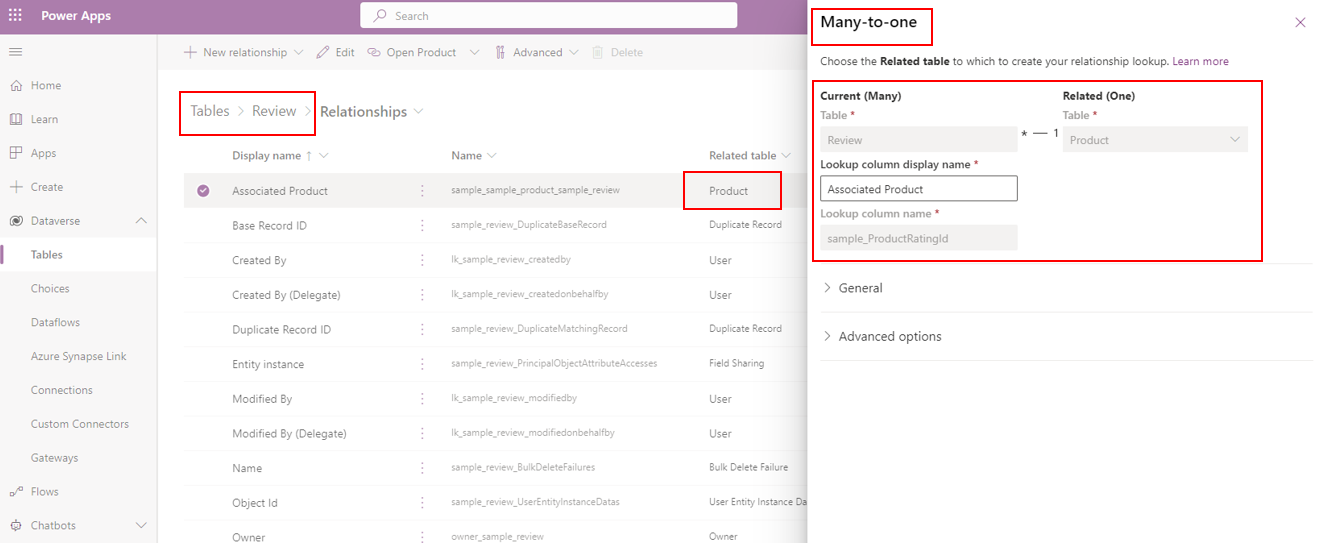 Power Apps
Search
Home
Learn
Apps
Create
Dataverse
Tables
Choices
Dataflows
Azure Synapse Link
Connections
Custom Connectors
Gateways
Flows
Chatbots
New relationship Edit Open Product Advanced Delete
Tables > Review > Relationships
Display name ↑ Name Related table
Associated Product sample_sample_product_sample_review Product
Base Record ID sample_review_DuplicateBaseRecord Duplicate Record
Created By lk_sample_review_createdby User
Created By (Delegate) lk_sample_review_createdonbehalfby User
Duplicate Record ID sample_review_DuplicateMatchingRecord Duplicate Record
Entity instance sample_review_PrincipalObjectAttributeAccesses Field Sharing
Modified By lk_sample_review_modifiedby User
Modified By (Delegate) lk_sample_review_modifiedonbehalfby User
Name sample_review_BulkDeleteFailures Bulk Delete Failure
Object Id sample_review_UserEntityInstanceDatas User Entity Instance Da
Owner owner_sample_review
Many-to-one
Choose the Related table to which to create your relationship lookup. Learn more
Current (Many) Related (One)
Table * Table *
Review * — 1 Product
Lookup column display name *
Associated Product
Lookup column name *
sample_ProductRatingId
General
Advanced options